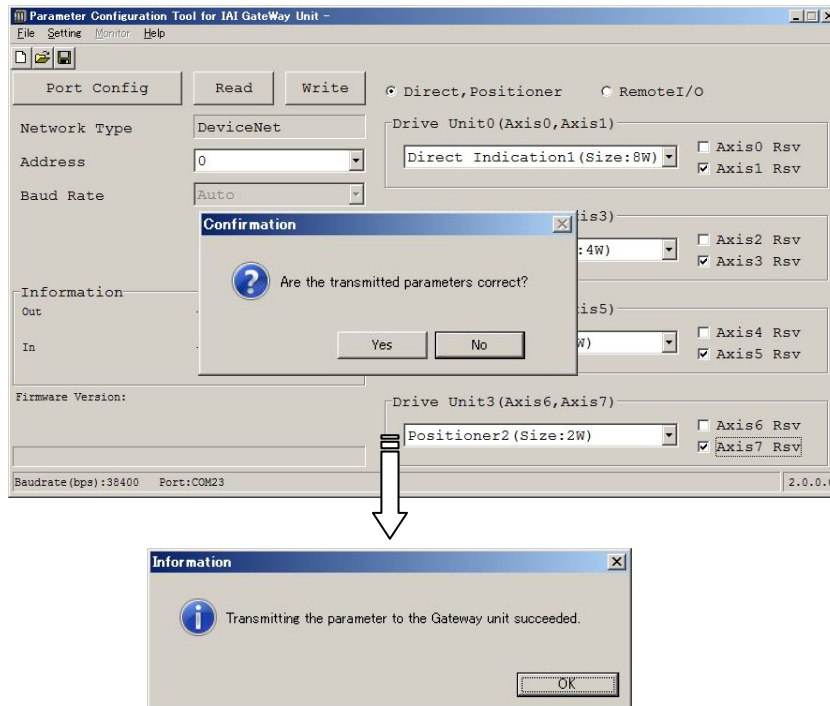 Parameter Configuration Tool for IAI GateWay Unit -
File Setting Monitor Help
Port Config Read Write
Direct,Positioner RemoteI/O
Network Type DeviceNet
Address 0
Baud Rate Auto
Drive Unit0(Axis0,Axis1)
Direct Indication1(Size:8W)
Axis0 Rsv
Axis1 Rsv
is3)
:4W)
Axis2 Rsv
Axis3 Rsv
Confirmation
Are the transmitted parameters correct?
Yes No
Information
Out
In
is5)
W)
Axis4 Rsv
Axis5 Rsv
Firmware Version:
Drive Unit3(Axis6,Axis7)
Positioner2(Size:2W)
Axis6 Rsv
Axis7 Rsv
Baudrate(bps):38400 Port:COM23 2.0.0.
Information
Transmitting the parameter to the Gateway unit succeeded.
OK